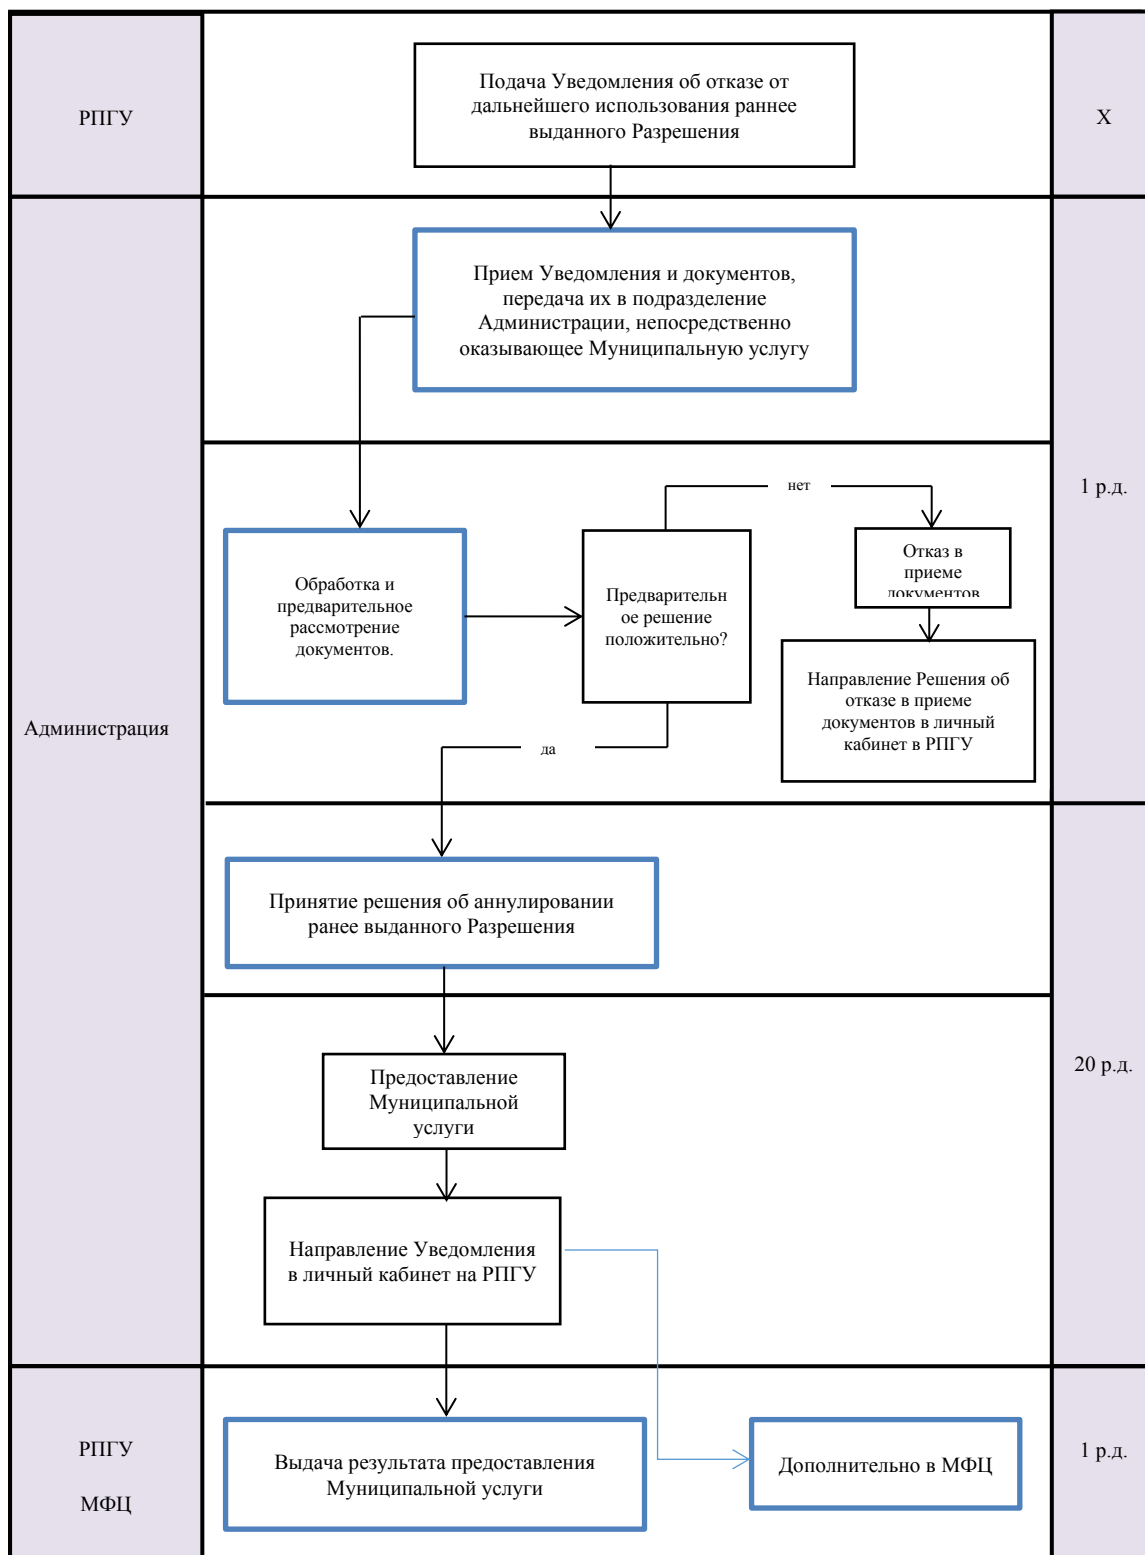 РПГУ
Подача Уведомления об отказе от
дальнейшего использования раннее
выданного Разрешения
X
Прием Уведомления и документов,
передача их в подразделение
Администрации, непосредственно
оказывающее Муниципальную услугу
Администрация
1 р.д.
нет
Обработка и
предварительное
рассмотрение
документов.
Предварительн
ое решение
положительно?
Отказ в
приеме
документов
Направление Решения об
отказе в приеме
документов в личный
кабинет в РПГУ
да
Принятие решения об аннулировании
ранее выданного Разрешения
20 р.д.
Предоставление
Муниципальной
услуги
Направление Уведомления
в личный кабинет на РПГУ
РПГУ
МФЦ
Выдача результата предоставления
Муниципальной услуги
Дополнительно в МФЦ
1 р.д.